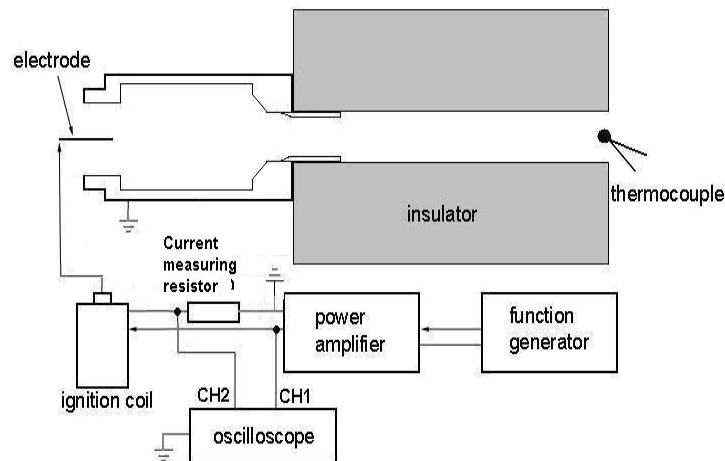 electrode
thermocouple
insulator
Current
measuring
resistor
power
amplifier
function
generator
ignition coil
CH2
CH1
oscilloscope